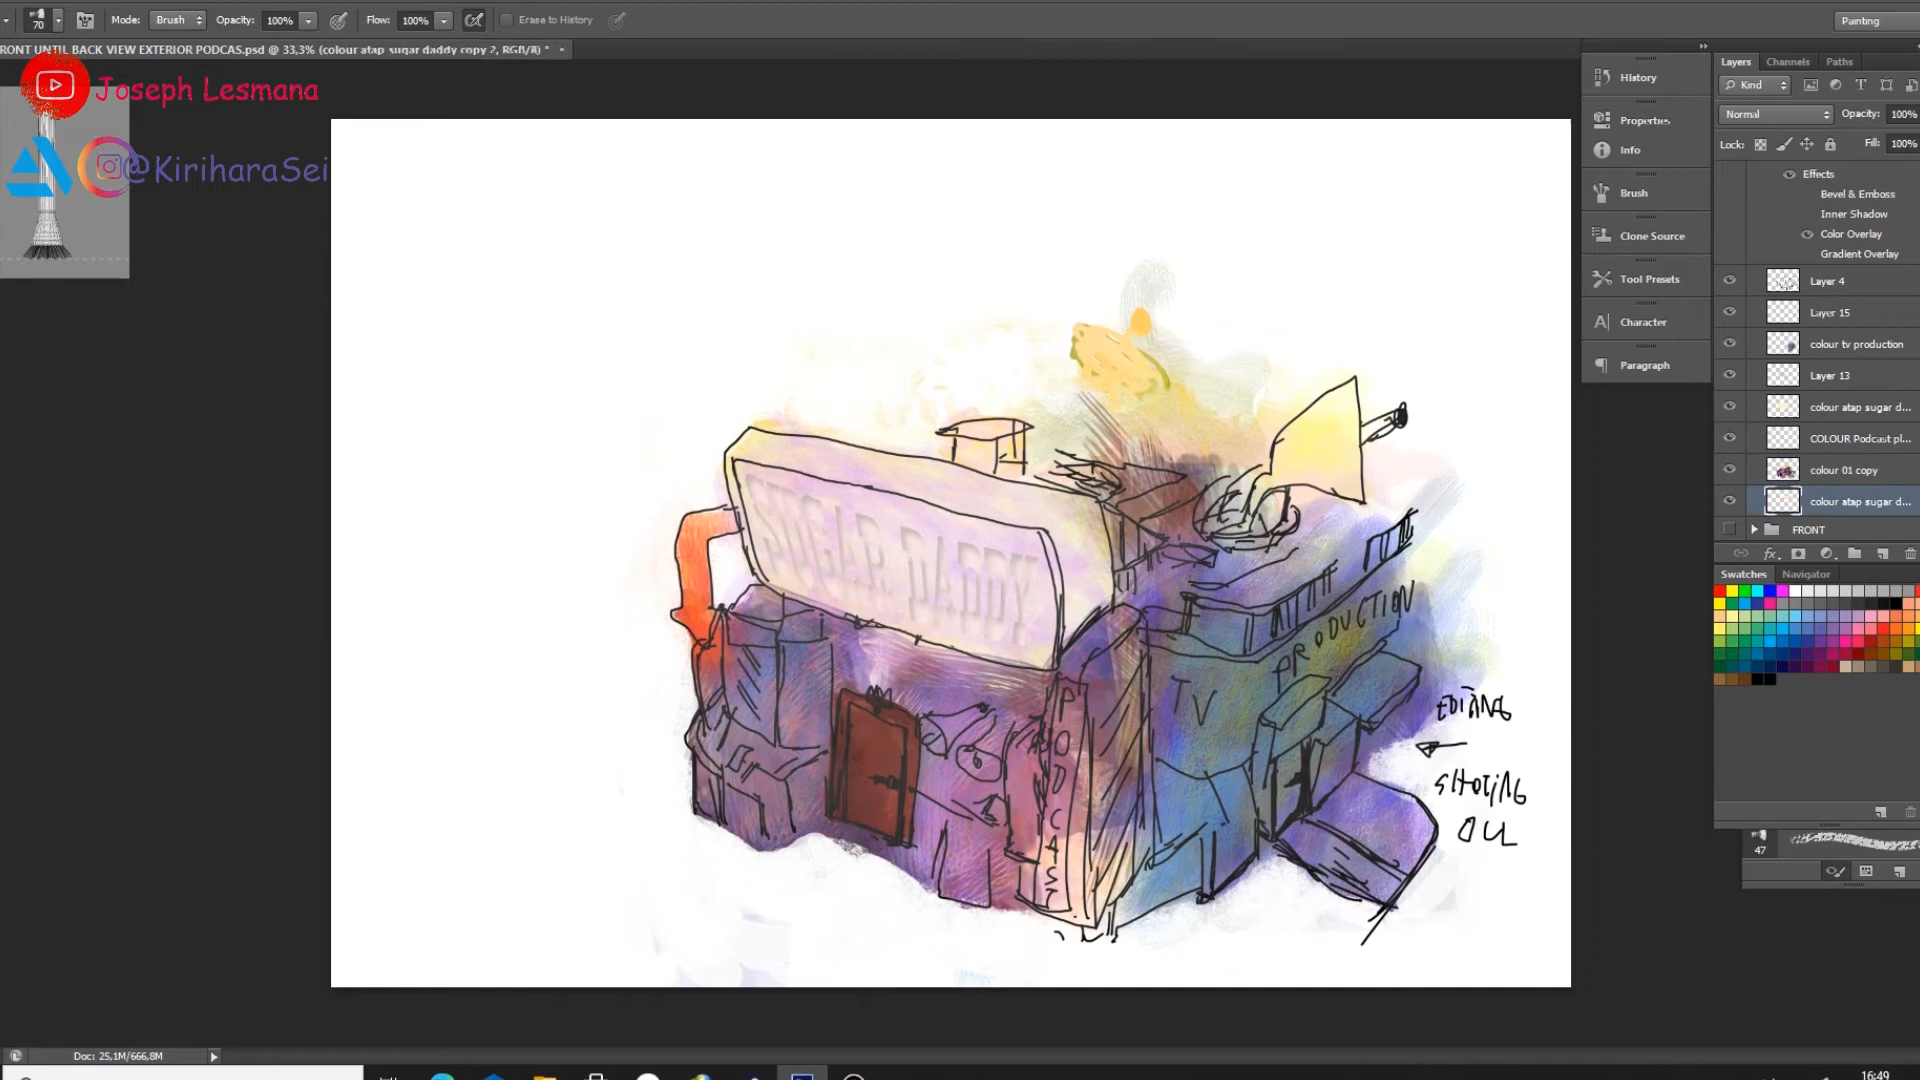 70
Mode: Brush
Opacity: 100%
Flow: 100%
Erase to History
Painting
RONT UNTIL BACK VIEW EXTERIOR PODCAS.psd @ 33,3% (colour atap sugar daddy copy 2, RGB/8) *
Joseph Lesmana
@KiriharaSei
SUGAR DADDY
PODCAST
TV
PRODUCTION
EDITING
History
Properties
Info
Brush
Clone Source
Tool Presets
Character
Paragraph
Layers Channels Paths
Kind
Normal Opacity: 100%
Lock: Fill: 100%
Effects
Bevel & Emboss
Inner Shadow
Color Overlay
Gradient Overlay
Layer 4
Layer 15
colour tv production
Layer 13
colour atap sugar d...
COLOUR Podcast pl...
colour 01 copy
colour atap sugar d...
FRONT
fx
Swatches Navigator
47
Doc: 25,1M/666,8M
16:49